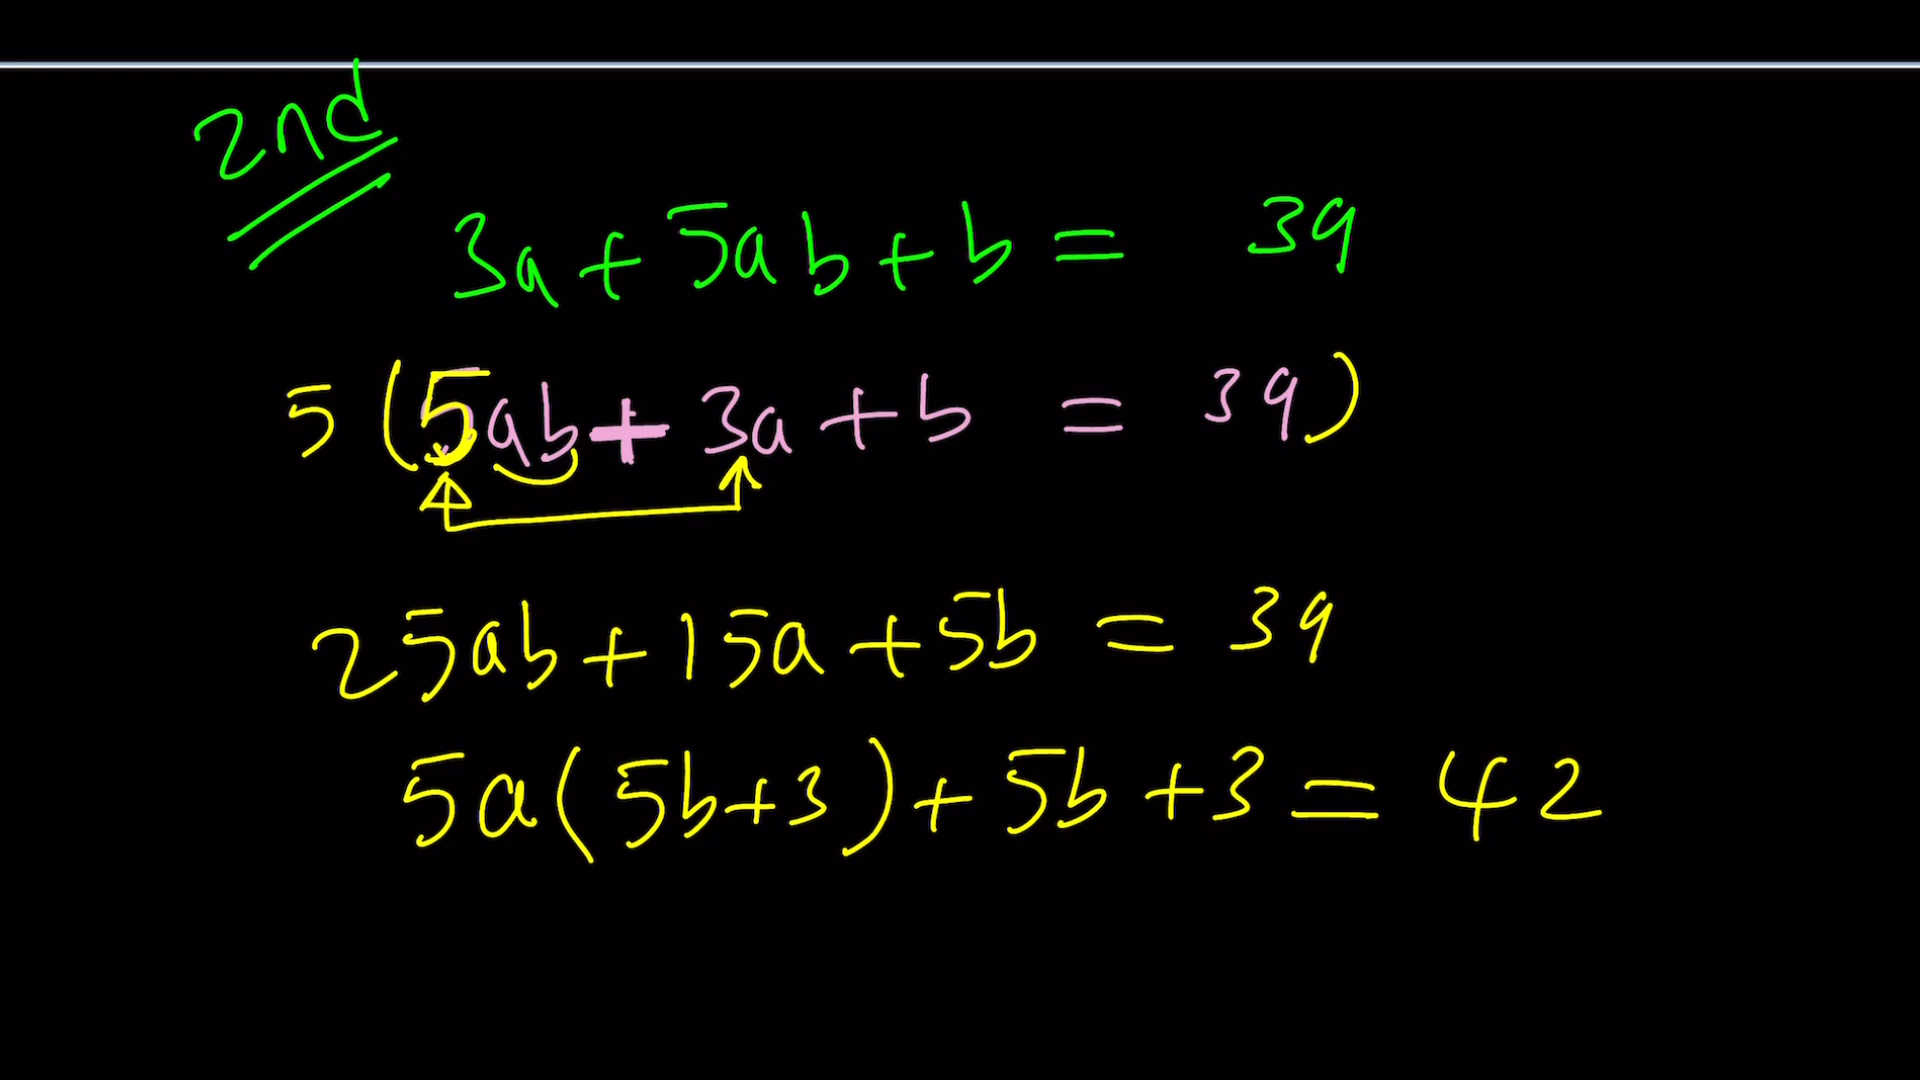 2nd
3a + 5ab + b = 39
5 (5ab + 3a + b = 39)
25ab + 15a + 5b = 39
5a(5b+3) + 5b + 3 = 42